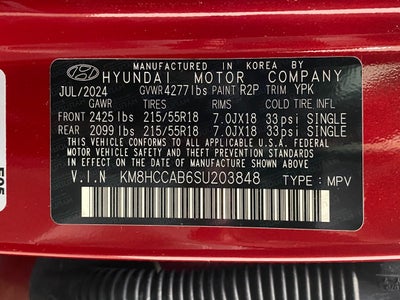 MANUFACTURED IN KOREA BY
HYUNDAI MOTOR COMPANY
JUL/2024 GVWR 4277lbs PAINT R2P TRIM YPK
GAWR TIRES RIMS COLD TIRE INFL
FRONT 2425lbs 215/55R18 7.0JX18 33psi SINGLE
REAR 2099lbs 215/55R18 7.0JX18 33psi SINGLE
THIS VEHICLE CONFORMS TO ALL APPLICABLE
U.S.A. FEDERAL MOTOR VEHICLE SAFETY, BUMPER,
AND THEFT PREVENTION STANDARDS IN EFFECT ON
THE DATE OF MANUFACTURE SHOWN ABOVE.
V.I.N KM8HCCAB6SU203848 TYPE: MPV